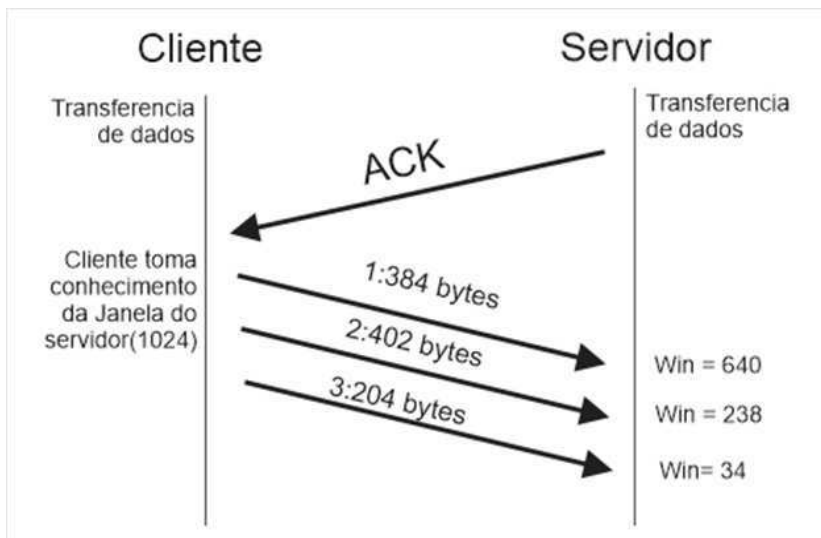 Cliente
Servidor
Transferencia
de dados
Transferencia
de dados
ACK
Cliente toma
conhecimento
da Janela do
servidor(1024)
1:384 bytes
2:402 bytes
3:204 bytes
Win = 640
Win = 238
Win= 34